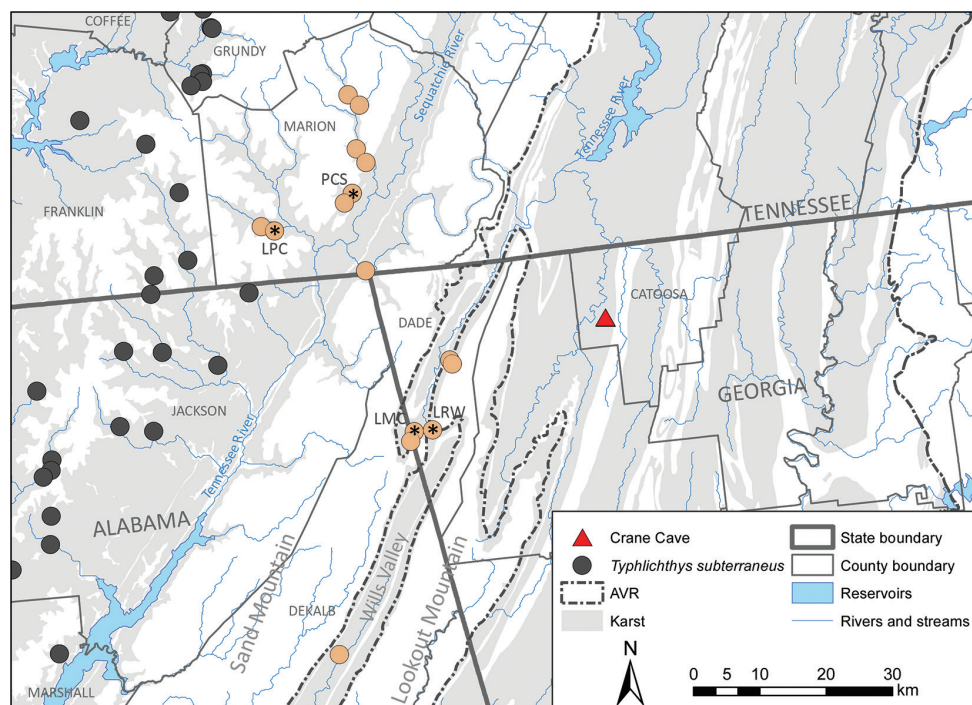 COFFEE
GRUNDY
MARION
Sequatchie River
Tennessee River
PCS
*
FRANKLIN
TENNESSEE
*
LPC
CATOOSA
DADE
GEORGIA
JACKSON
LMC
LRW
*
*
Tennessee River
ALABAMA
Sand Mountain
Wills Valley
Lookout Mountain
DEKALB
MARSHALL
Crane Cave
Typhlichthys subterraneus
AVR
Karst
State boundary
County boundary
Reservoirs
Rivers and streams
N
0 5 10 20 30
km